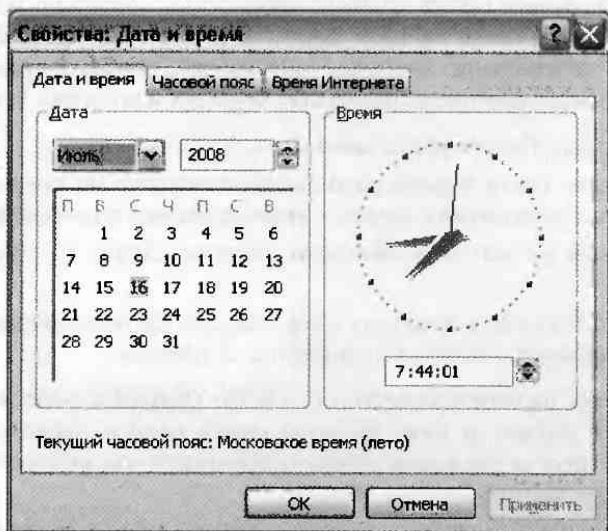 Свойства: Дата и время
Дата и время Часовой пояс Время Интернета
Дата
Июль 2008
П В С Ч П С В
1 2 3 4 5 6
7 8 9 10 11 12 13
14 15 16 17 18 19 20
21 22 23 24 25 26 27
28 29 30 31
Время
7:44:01
Текущий часовой пояс: Московское время (лето)
ОК Отмена Применить